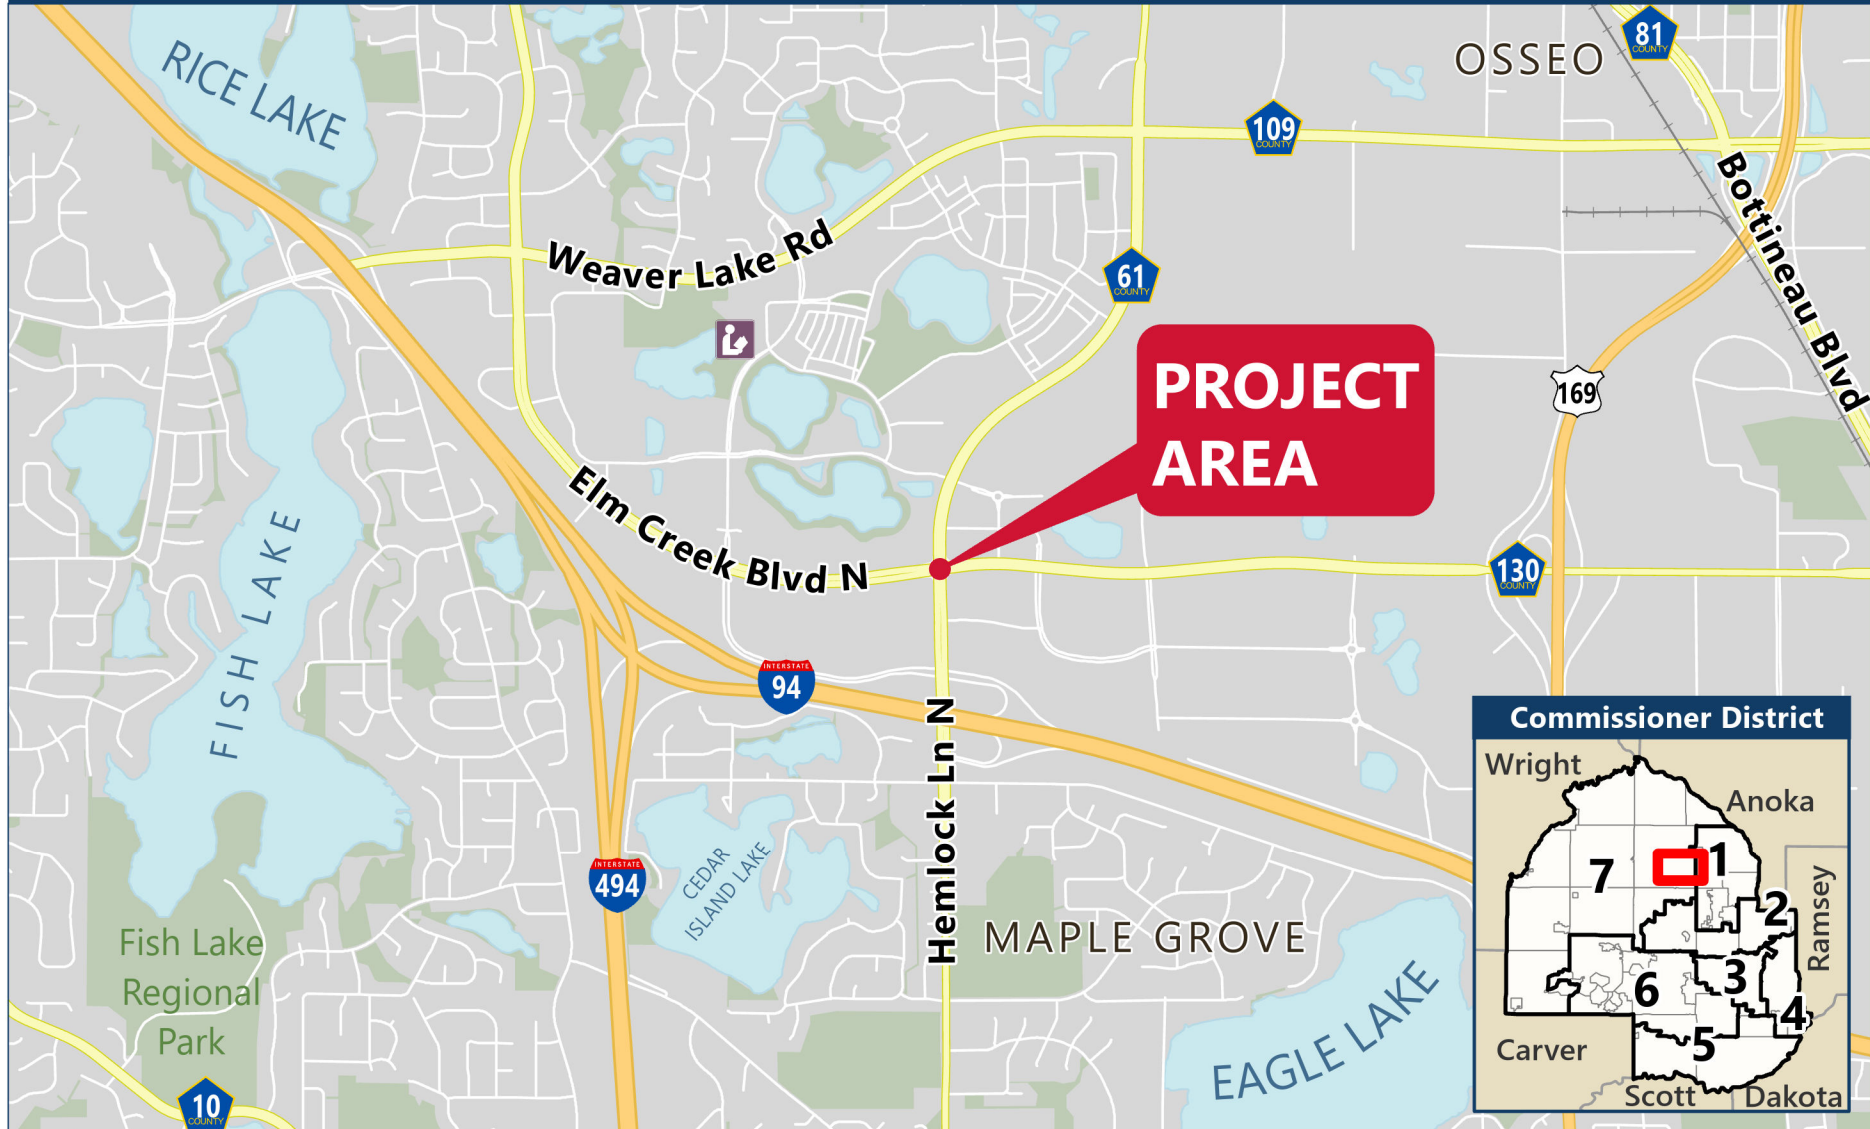 RICE LAKE
OSSEO
81
COUNTY
109
COUNTY
Weaver Lake Rd
61
COUNTY
Bottineau Blvd
PROJECT
AREA
169
Elm Creek Blvd N
130
COUNTY
FISH LAKE
INTERSTATE
94
Hemlock Ln N
INTERSTATE
494
CEDAR
ISLAND LAKE
MAPLE GROVE
Fish Lake
Regional
Park
EAGLE LAKE
10
COUNTY
Commissioner District
Wright
Anoka
7
1
2
Ramsey
3
6
4
5
Carver
Scott
Dakota